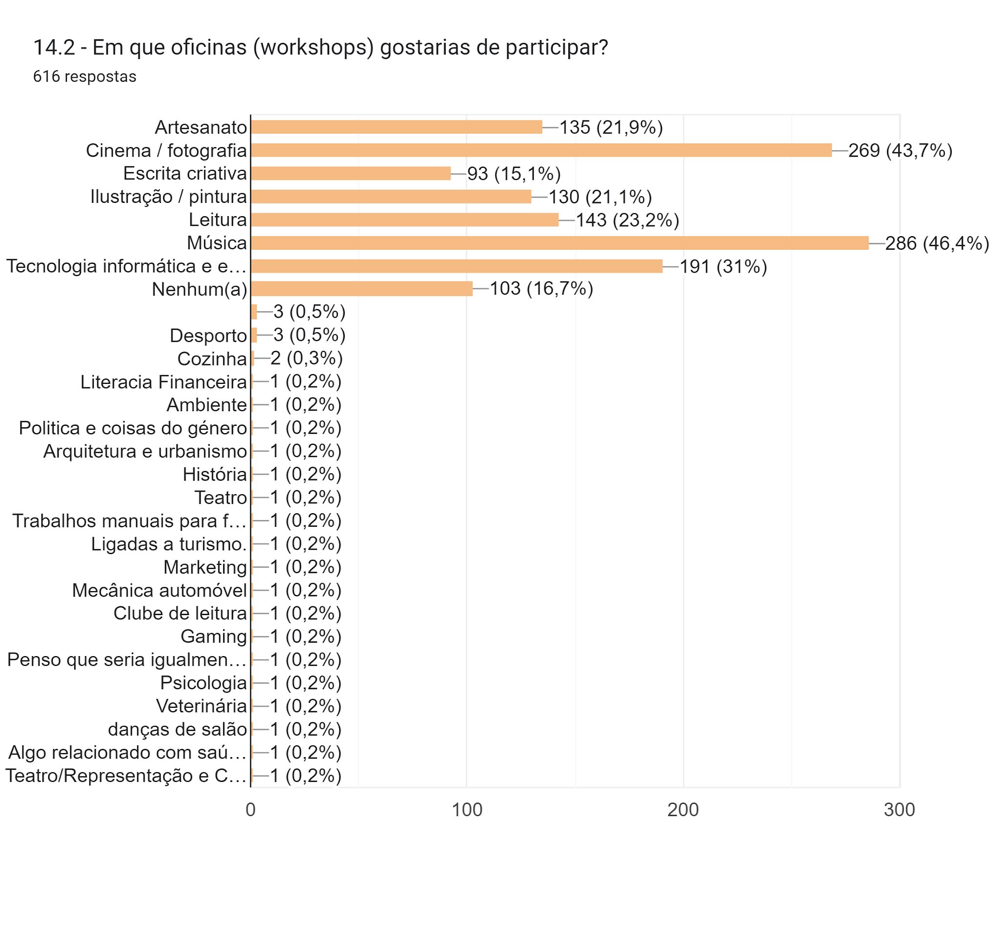 14.2 - Em que oficinas (workshops) gostarias de participar?
616 respostas
Artesanato 135 (21,9%)
Cinema / fotografia 269 (43,7%)
Escrita criativa 93 (15,1%)
Ilustração / pintura 130 (21,1%)
Leitura 143 (23,2%)
Música 286 (46,4%)
Tecnologia informática e e… 191 (31%)
Nenhum(a) 103 (16,7%)
3 (0,5%)
Desporto 3 (0,5%)
Cozinha 2 (0,3%)
Literacia Financeira 1 (0,2%)
Ambiente 1 (0,2%)
Politica e coisas do género 1 (0,2%)
Arquitetura e urbanismo 1 (0,2%)
História 1 (0,2%)
Teatro 1 (0,2%)
Trabalhos manuais para f… 1 (0,2%)
Ligadas a turismo. 1 (0,2%)
Marketing 1 (0,2%)
Mecânica automóvel 1 (0,2%)
Clube de leitura 1 (0,2%)
Gaming 1 (0,2%)
Penso que seria igualmen… 1 (0,2%)
Psicologia 1 (0,2%)
Veterinária 1 (0,2%)
danças de salão 1 (0,2%)
Algo relacionado com saú… 1 (0,2%)
Teatro/Representação e C… 1 (0,2%)
0 100 200 300